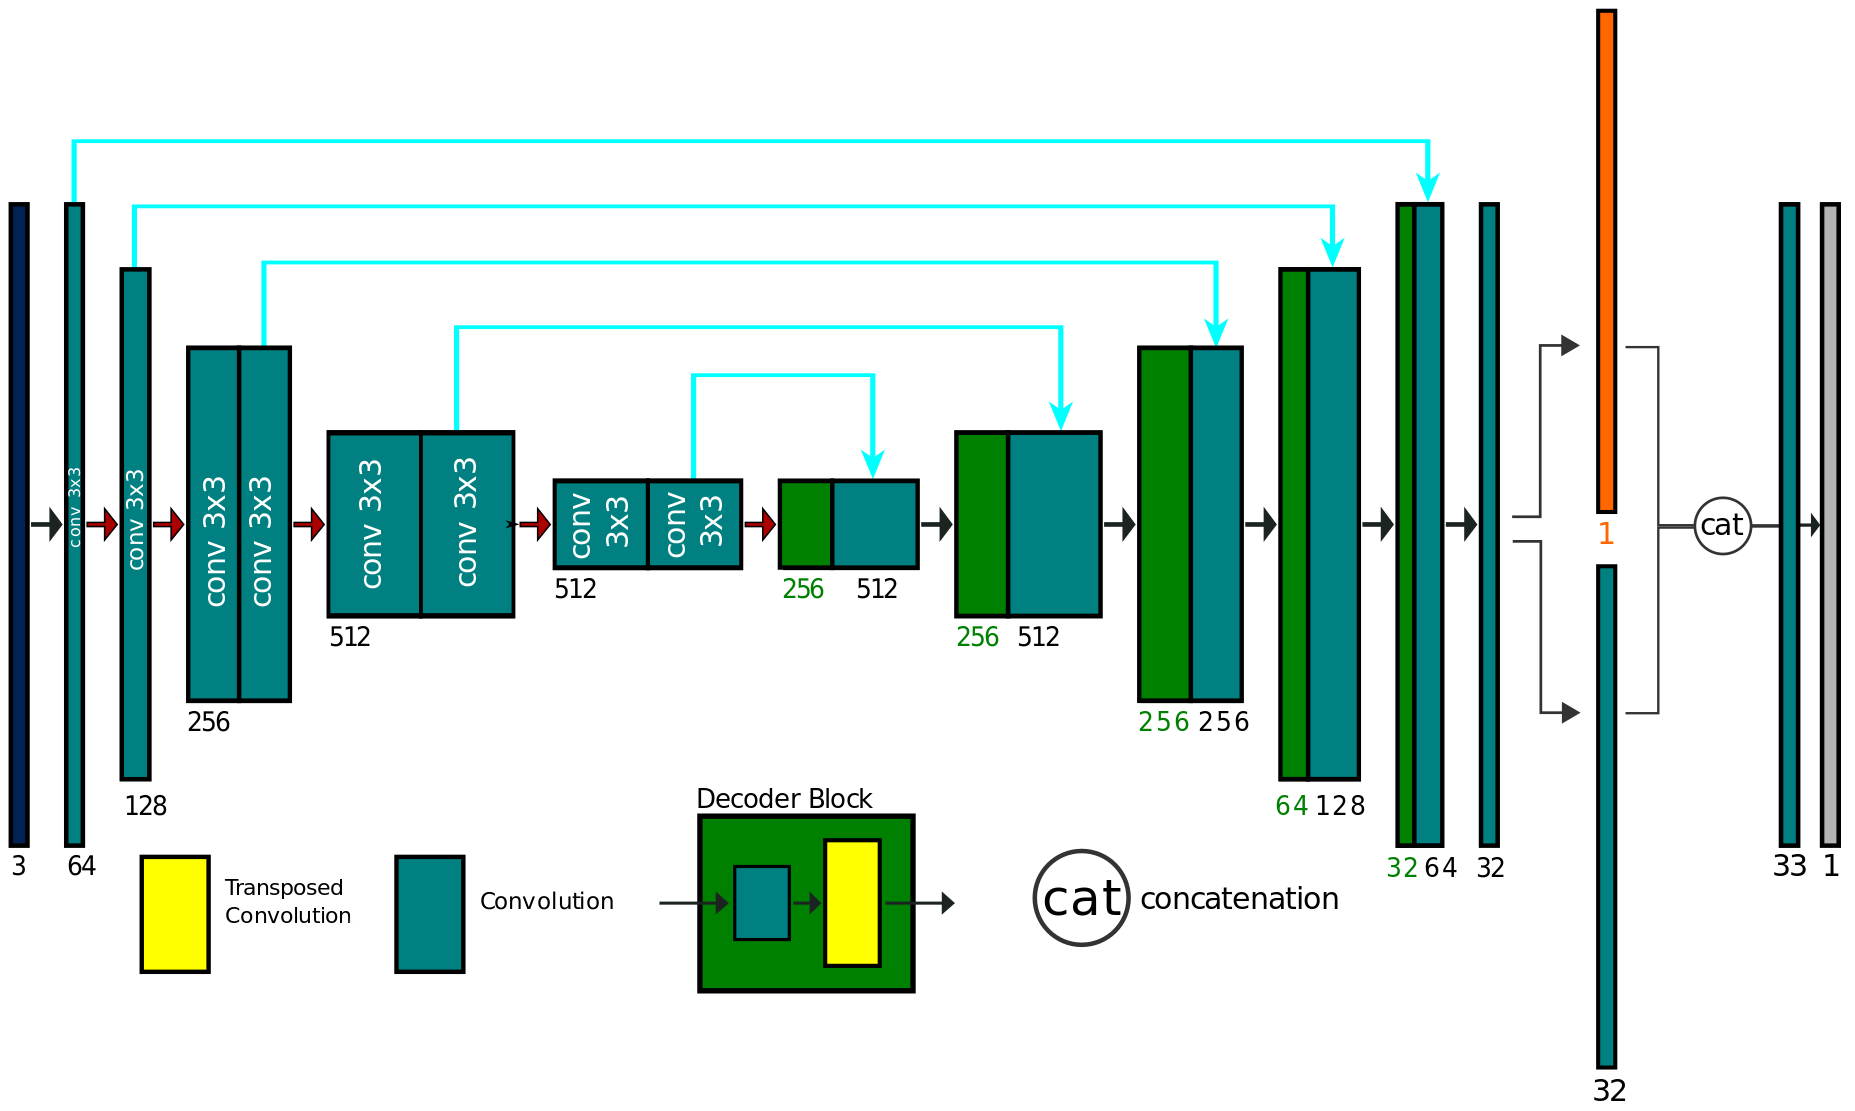 conv 3x3
conv 3x3
conv 3x3
conv 3x3
conv 3x3
conv 3x3
conv
3x3
conv
3x3
3
64
128
256
512
512
256 512
256 512
256 256
64 128
32 64
32
1
32
cat
33
1
Transposed
Convolution
Convolution
Decoder Block
cat
concatenation